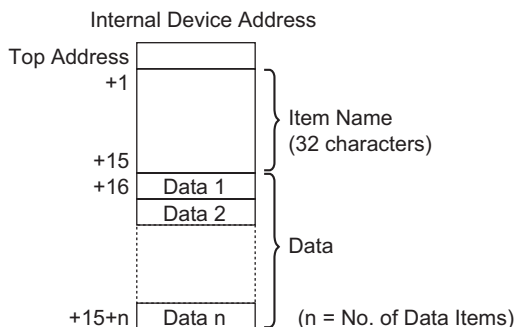 Internal Device Address
Top Address
+1
Item Name
(32 characters)
+15
+16 Data 1
Data 2
Data
+15+n Data n (n = No. of Data Items)